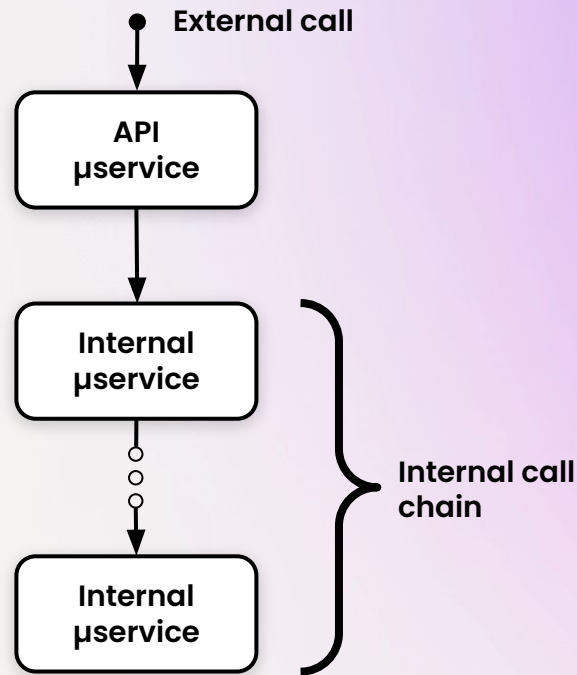 External call
API
µservice
Internal
µservice
Internal call
chain
Internal
µservice